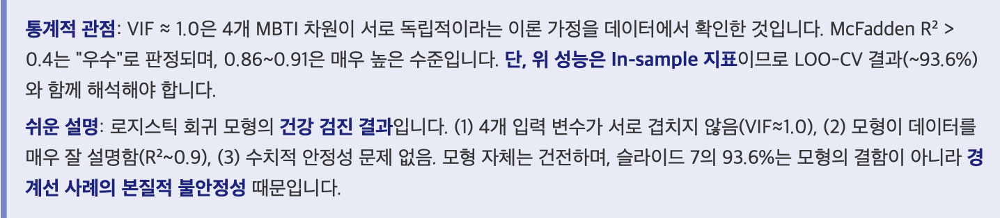 통계적 관점: VIF ≈ 1.0은 4개 MBTI 차원이 서로 독립적이라는 이론 가정을 데이터에서 확인한 것입니다. McFadden R² >
0.4는 "우수"로 판정되며, 0.86~0.91은 매우 높은 수준입니다. 단, 위 성능은 In-sample 지표이므로 LOO-CV 결과(~93.6%)
와 함께 해석해야 합니다.
쉬운 설명: 로지스틱 회귀 모형의 건강 검진 결과입니다. (1) 4개 입력 변수가 서로 겹치지 않음(VIF≈1.0), (2) 모형이 데이터를
매우 잘 설명함(R²~0.9), (3) 수치적 안정성 문제 없음. 모형 자체는 건전하며, 슬라이드 7의 93.6%는 모형의 결함이 아니라 경
계선 사례의 본질적 불안정성 때문입니다.